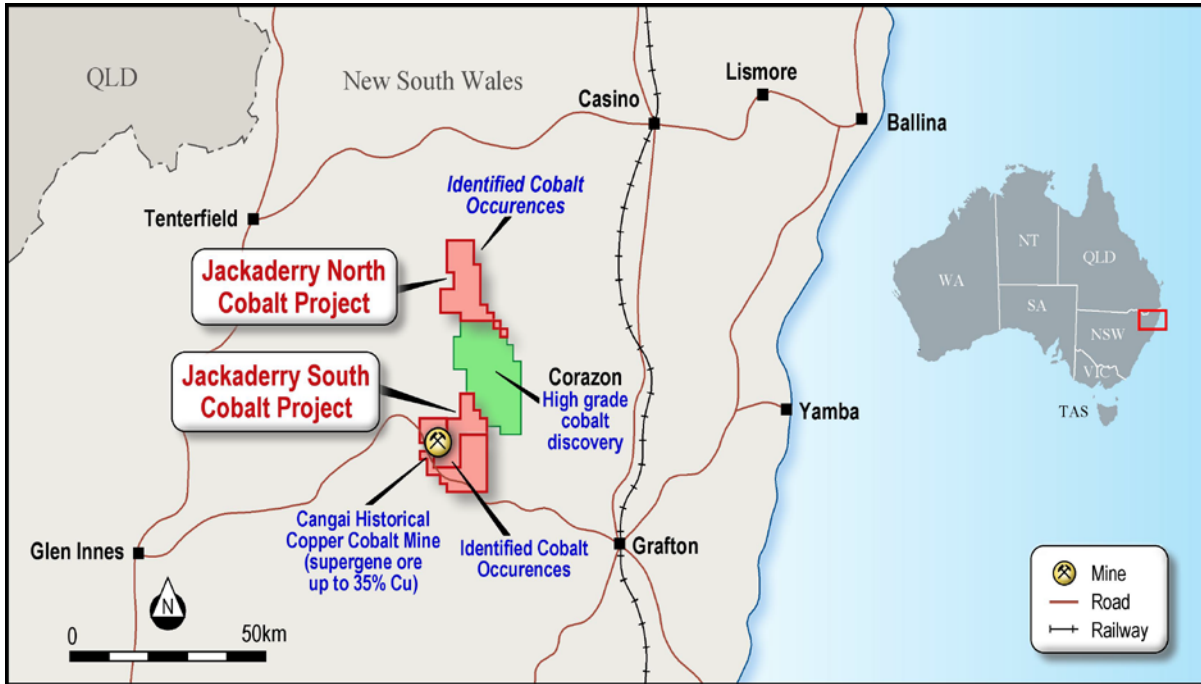 QLD
New South Wales
Lismore
Casino
Ballina
Identified Cobalt
Occurences
Tenterfield
Jackaderry North
Cobalt Project
Jackaderry South
Cobalt Project
Corazon
High grade
cobalt
discovery
Yamba
Cangai Historical
Copper Cobalt Mine
(supergene ore
up to 35% Cu)
Identified Cobalt
Occurences
Glen Innes
Grafton
N
0 50km
WA
NT
QLD
SA
NSW
VIC
TAS
Mine
Road
Railway